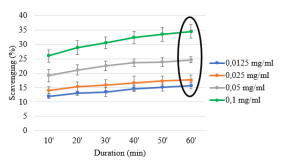 45
40
35
30
25
20
15
10
5
0
Scavenging (%)
10' 20' 30' 40' 50' 60'
Duration (min)
0,0125 mg/ml
0,025 mg/ml
0,05 mg/ml
0,1 mg/ml